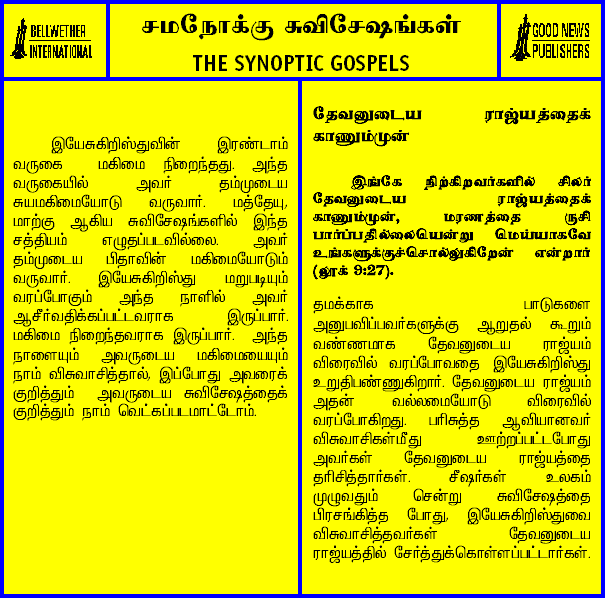 BELLWETHER
INTERNATIONAL
சமநோக்கு சுவிசேஷங்கள்
THE SYNOPTIC GOSPELS
GOOD NEWS
PUBLISHERS
இயேசுகிறிஸ்துவின் இரண்டாம்
வருகை மகிமை நிறைந்தது. அந்த
வருகையில் அவர் தம்முடைய
சுயமகிமையோடு வருவார். மத்தேயு,
மாற்கு ஆகிய சுவிசேஷங்களில் இந்த
சத்தியம் எழுதப்படவில்லை. அவர்
தம்முடைய பிதாவின் மகிமையோடும்
வருவார். இயேசுகிறிஸ்து மறுபடியும்
வரப்போகும் அந்த நாளில் அவர்
ஆசீர்வதிக்கப்பட்டவராக இருப்பார்.
மகிமை நிறைந்தவராக இருப்பார். அந்த
நாளையும் அவருடைய மகிமையையும்
நாம் விசுவாசித்தால், இப்போது அவரைக்
குறித்தும் அவருடைய சுவிசேஷத்தைக்
குறித்தும் நாம் வெட்கப்படமாட்டோம்.
தேவனுடைய ராஜ்யத்தைக்
காணும்முன்
இங்கே நிற்கிறவர்களில் சிலர்
தேவனுடைய ராஜ்யத்தைக்
காணும்முன், மரணத்தை ருசி
பார்ப்பதில்லையென்று மெய்யாகவே
உங்களுக்குச்சொல்லுகிறேன் என்றார்
(லூக் 9:27).
தமக்காக பாடுகளை
அனுபவிப்பவர்களுக்கு ஆறுதல் கூறும்
வண்ணமாக தேவனுடைய ராஜ்யம்
விரைவில் வரப்போவதை இயேசுகிறிஸ்து
உறுதிபண்ணுகிறார். தேவனுடைய ராஜ்யம்
அதன் வல்லமையோடு விரைவில்
வரப்போகிறது. பரிசுத்த ஆவியானவர்
விசுவாசிகள்மீது ஊற்றப்பட்டபோது
அவர்கள் தேவனுடைய ராஜ்யத்தை
தரிசித்தார்கள். சீஷர்கள் உலகம்
முழுவதும் சென்று சுவிசேஷத்தை
பிரசங்கித்த போது, இயேசுகிறிஸ்துவை
விசுவாசித்தவர்கள் தேவனுடைய
ராஜ்யத்தில் சேர்த்துக்கொள்ளப்பட்டார்கள்.